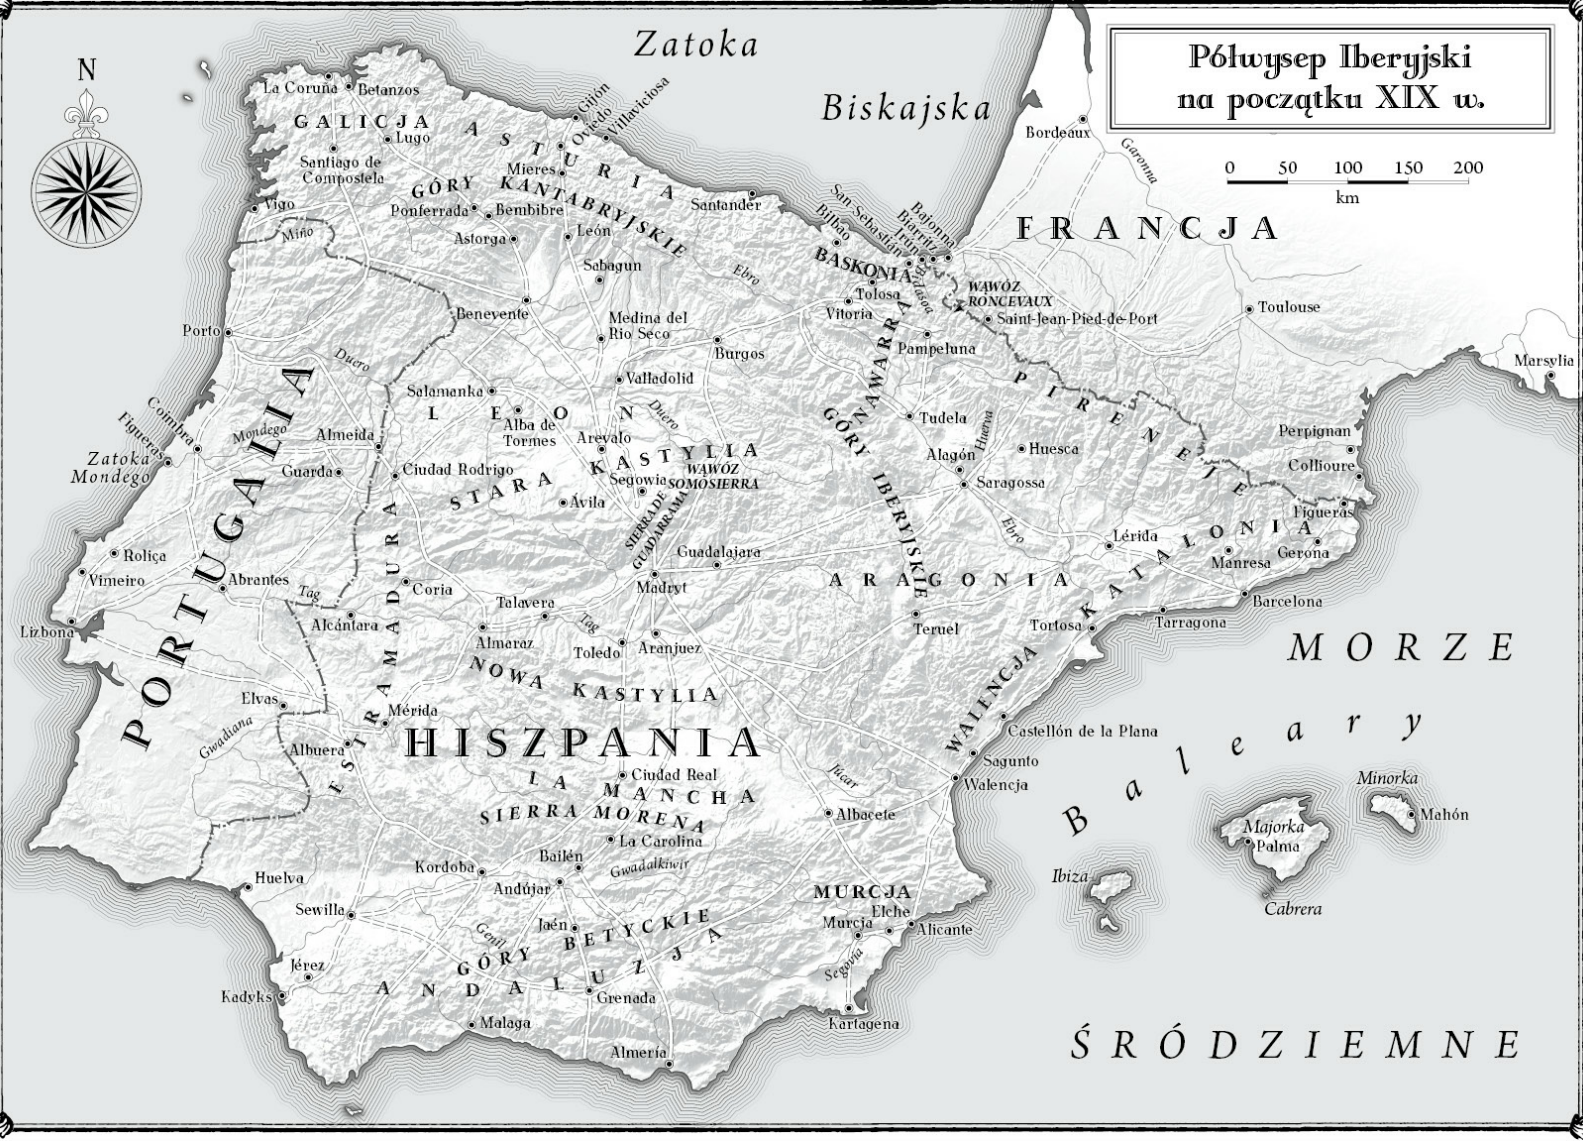 Półwysep Iberyjski
na początku XIX w.
0 50 100 150 200
km
N
Zatoka
Biskajska
FRANCJA
Bordeaux
Garonna
Toulouse
Marsylia
Perpignan
Collioure
La Coruña
Betanzos
GALICJA
Lugo
Santiago de
Compostela
Vigo
Miño
ASTURIA
Gijón
Oviedo
Villaviciosa
Mieres
GÓRY KANTABRYJSKIE
Ponferrada
Bembibre
Astorga
León
Santander
Sabagun
Ebro
Bilbao
San-Sebastián
Irún
Biarritz
Bajonna
BASKONIA
Bidasoa
Tolosa
Vitoria
WĄWÓZ
RONCEVAUX
Saint-Jean-Pied-de-Port
Pampeluna
NAWARRA
PIRENEJE
Benevente
Medina del
Rio Seco
Burgos
Valladolid
Porto
Duero
Salamanka
LEON
Alba de
Tormes
Arevalo
Duero
STARA KASTYLIA
WĄWÓZ
SOMOSIERRA
Segowia
Ávila
SIERRA DE
GUADARRAMA
GÓRY IBERYJSKIE
Tudela
Huerva
Alagón
Huesca
Saragossa
Ebro
Lérida
KATALONIA
Figueras
Gerona
Manresa
Barcelona
Tarragona
Tortosa
Coimbra
Figueras
Zatoka
Mondego
Mondego
Almeida
Guarda
Ciudad Rodrigo
PORTUGALIA
Roliça
Vimeiro
Abrantes
Tag
Lizbona
Alcántara
Coria
ESTRAMADURA
Talavera
Almaraz
Tag
Toledo
Aranjuez
Madryt
Guadalajara
ARAGONIA
Teruel
NOWA KASTYLIA
HISZPANIA
Elvas
Gwadiana
Albuera
Mérida
WALENCJA
Castellón de la Plana
Sagunto
Walencja
Júcar
Albacete
Ciudad Real
LA MANCHA
SIERRA MORENA
La Carolina
Bailén
Gwadalkiwir
Kordoba
Andújar
Huelva
Sewilla
Jaén
Genil
GÓRY BETYCKIE
ANDALUZJA
Jérez
Kadyks
Grenada
Malaga
Almería
MURCJA
Elche
Murcja
Alicante
Segovia
Kartagena
MORZE
ŚRÓDZIEMNE
Baleary
Minorka
Mahón
Majorka
Palma
Ibiza
Cabrera